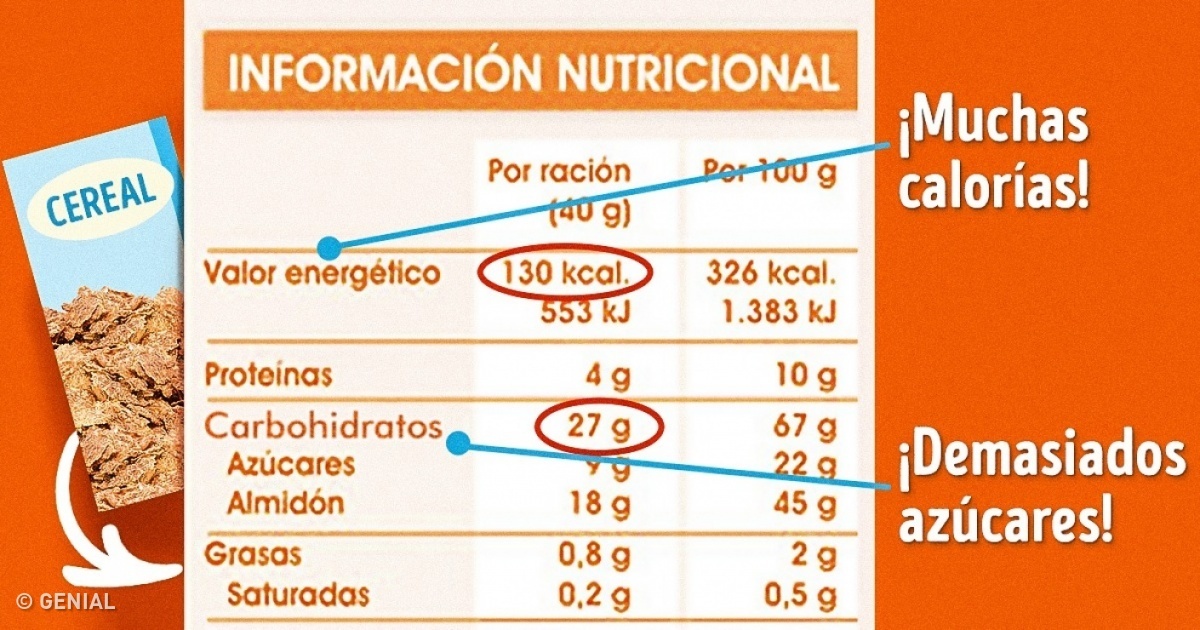 INFORMACIÓN NUTRICIONAL
CEREAL
Por ración
(40 g)
Por 100 g
Valor energético 130 kcal. 326 kcal.
553 kJ 1.383 kJ
Proteínas 4 g 10 g
Carbohidratos 27 g 67 g
Azúcares 9 g 22 g
Almidón 18 g 45 g
Grasas 0,8 g 2 g
Saturadas 0,2 g 0,5 g
¡Muchas
calorías!
¡Demasiados
azúcares!
© GENIAL